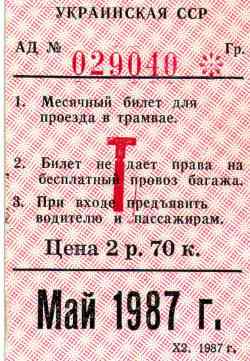 УКРАИНСКАЯ ССР
АД № Гр.
029040
1. Месячный билет для
проезда в трамвае.
Т
2. Билет не дает права на
бесплатный провоз багажа.
3. При входе предъявить
водителю и пассажирам.
Цена 2 р. 70 к.
Май 1987 г.
Х2. 1987 г.